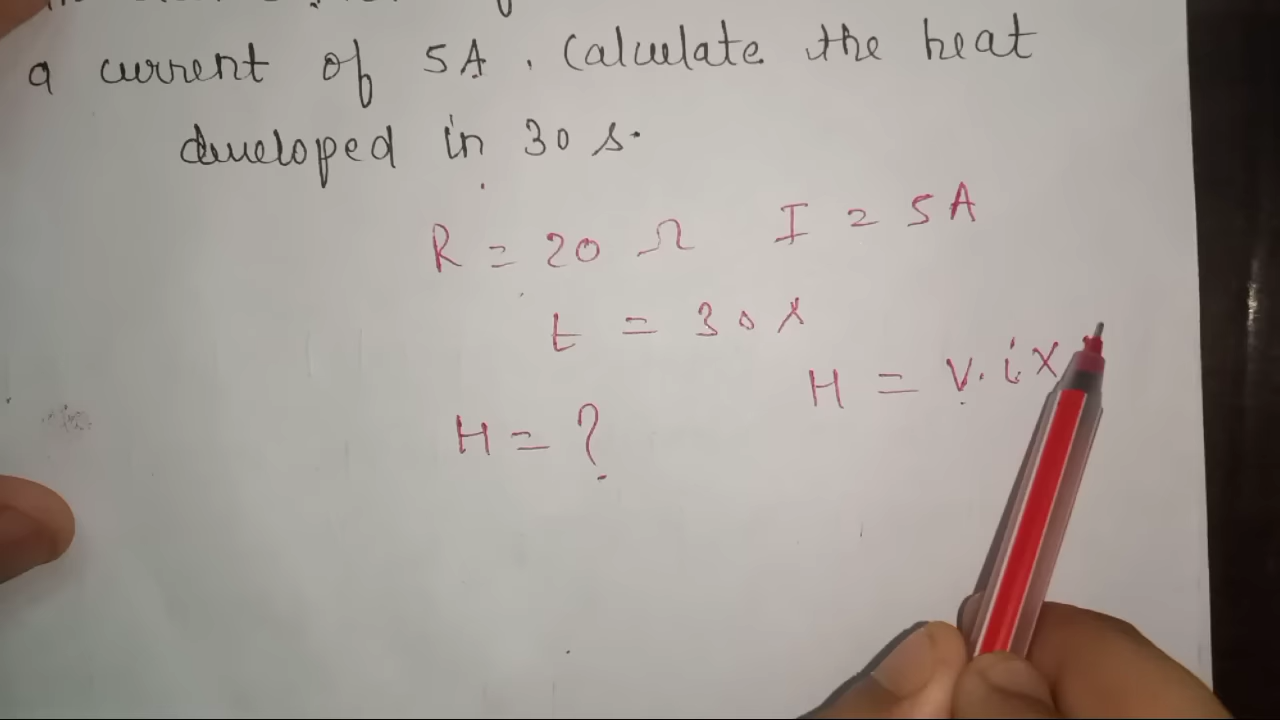 a current of 5A. Calculate the heat
developed in 30 s.
R = 20 Ω I = 5A
t = 30 s
H = V. i x
H = ?